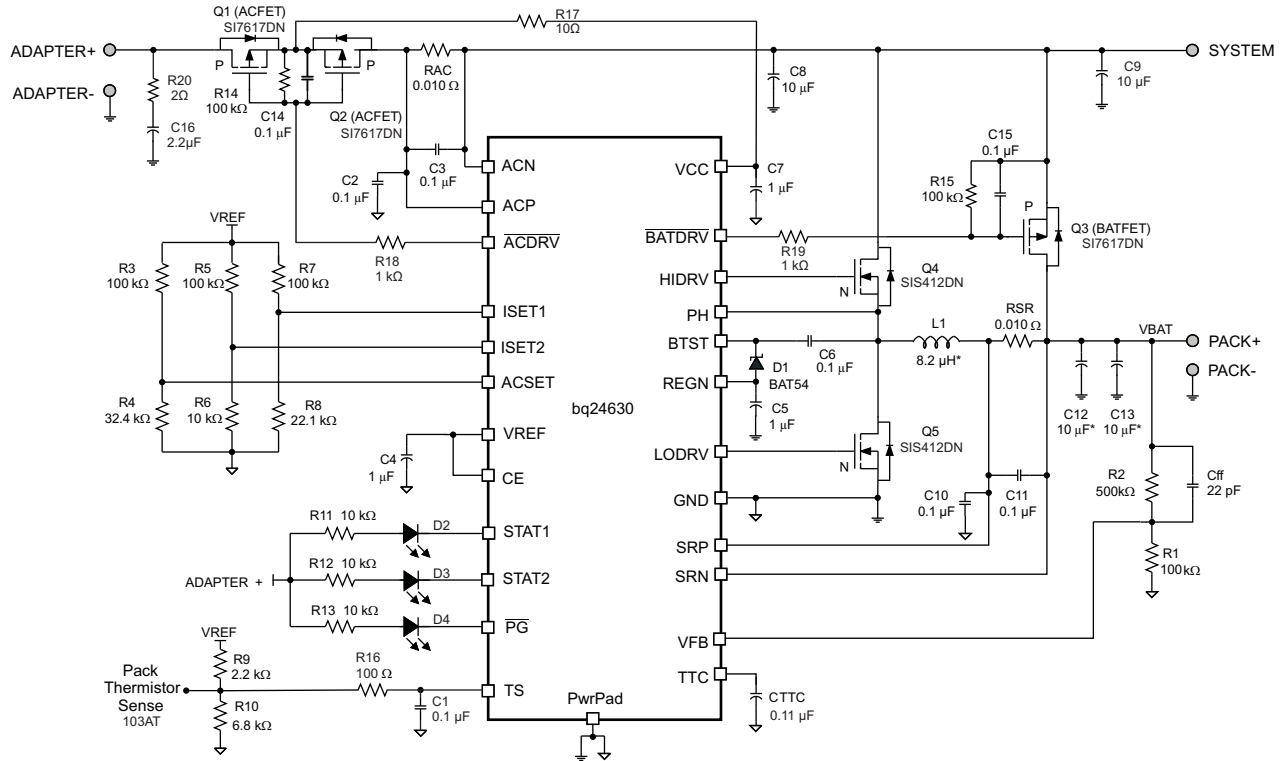 Q1 (ACFET)
SI7617DN
R17
10Ω
ADAPTER+
P
P
RAC
0.010 Ω
SYSTEM
R20
2Ω
R14
100 kΩ
C8
10 µF
C9
10 µF
ADAPTER-
C14
0.1 µF
Q2 (ACFET)
SI7617DN
C16
2.2µF
C3
0.1 µF
C2
0.1 µF
ACN
ACP
ACDRV
VCC
C7
1 µF
C15
0.1 µF
R15
100 kΩ
P
Q3 (BATFET)
SI7617DN
BATDRV
R19
1 kΩ
R18
1 kΩ
VREF
R3
100 kΩ
R5
100 kΩ
R7
100 kΩ
HIDRV
N
Q4
SIS412DN
ISET1
PH
ISET2
BTST
C6
0.1 µF
L1
8.2 µH*
RSR
0.010 Ω
VBAT
PACK+
PACK-
ACSET
REGN
D1
BAT54
R4
32.4 kΩ
R6
10 kΩ
R8
22.1 kΩ
bq24630
C5
1 µF
C12
10 µF*
C13
10 µF*
VREF
C4
1 µF
CE
LODRV
N
Q5
SIS412DN
GND
C10
0.1 µF
C11
0.1 µF
R2
500kΩ
Cff
22 pF
R11 10 kΩ
D2
STAT1
R12 10 kΩ
D3
STAT2
ADAPTER +
R13 10 kΩ
D4
PG
SRP
SRN
R1
100kΩ
VREF
R9
2.2 kΩ
VFB
Pack
Thermistor
Sense
103AT
R16
100 Ω
TS
R10
6.8 kΩ
C1
0.1 µF
TTC
CTTC
0.11 µF
PwrPad